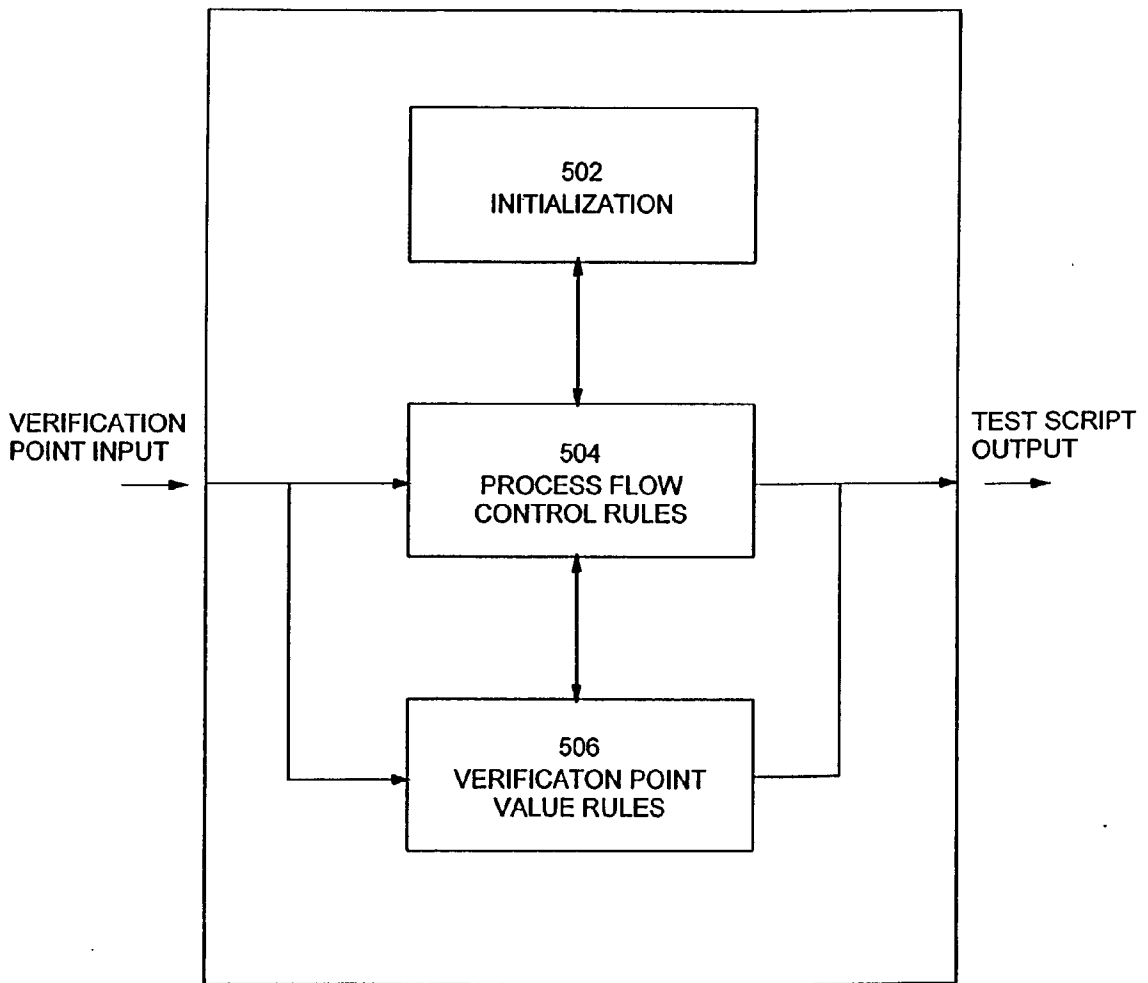 502
INITIALIZATION
VERIFICATION
POINT INPUT
504
PROCESS FLOW
CONTROL RULES
TEST SCRIPT
OUTPUT
506
VERIFICATON POINT
VALUE RULES